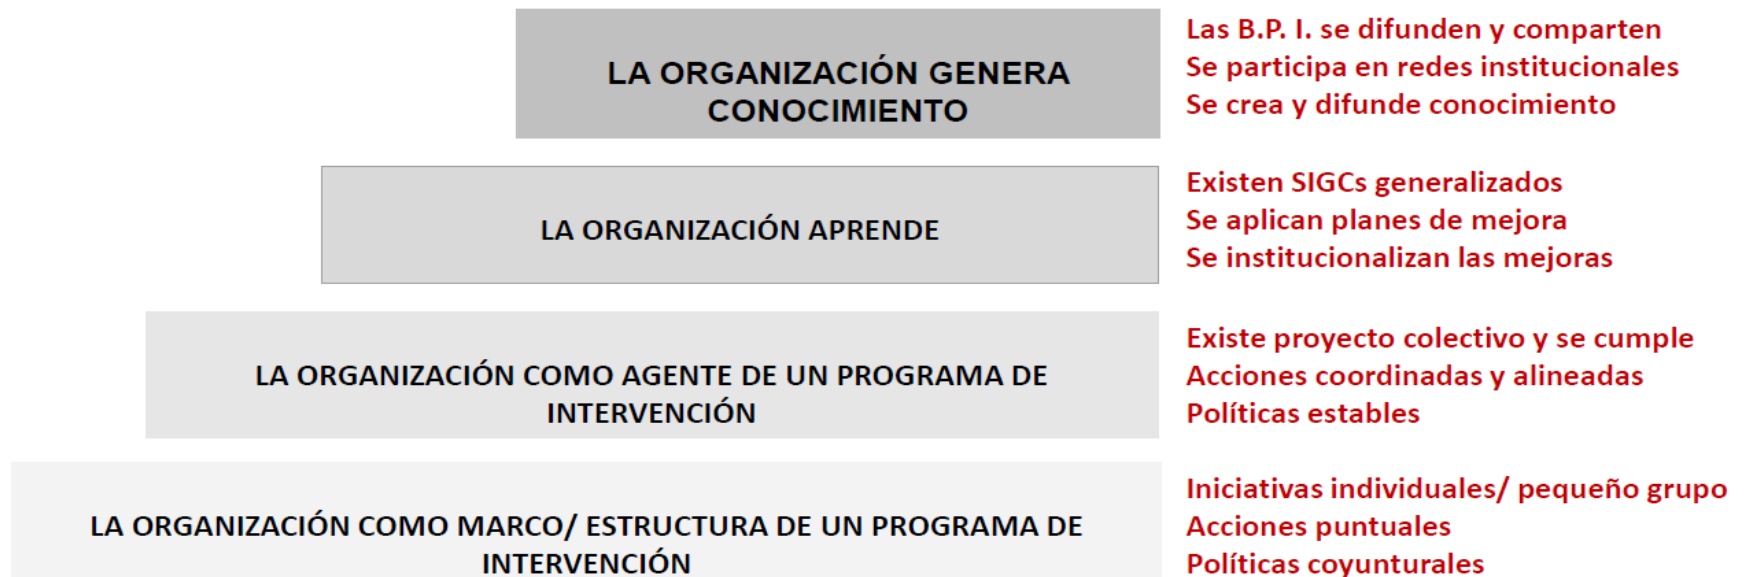 LA ORGANIZACIÓN GENERA
CONOCIMIENTO
Las B.P. I. se difunden y comparten
Se participa en redes institucionales
Se crea y difunde conocimiento
LA ORGANIZACIÓN APRENDE
Existen SIGCs generalizados
Se aplican planes de mejora
Se institucionalizan las mejoras
LA ORGANIZACIÓN COMO AGENTE DE UN PROGRAMA DE
INTERVENCIÓN
Existe proyecto colectivo y se cumple
Acciones coordinadas y alineadas
Políticas estables
LA ORGANIZACIÓN COMO MARCO/ ESTRUCTURA DE UN PROGRAMA DE
INTERVENCIÓN
Iniciativas individuales/ pequeño grupo
Acciones puntuales
Políticas coyunturales